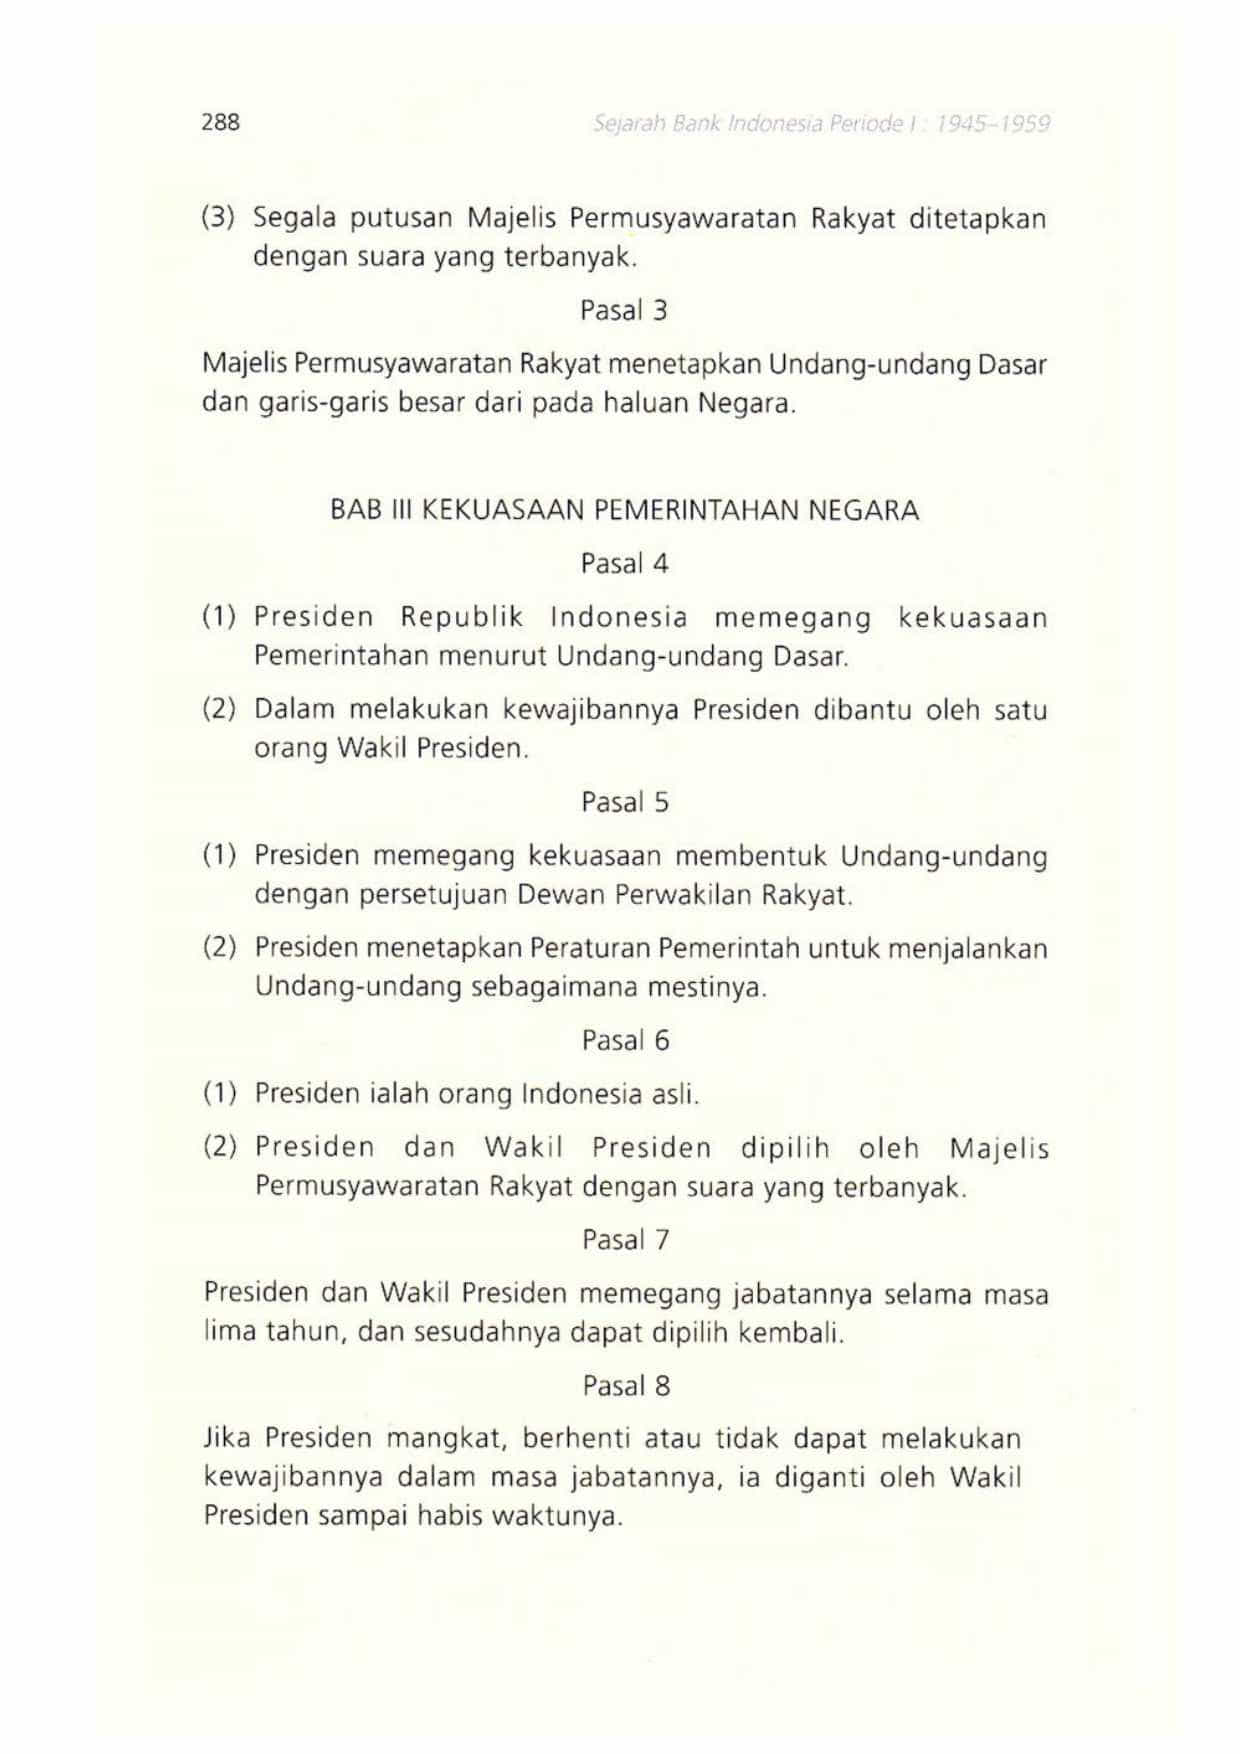 288
Sejarah Bank Indonesia Periode I : 1945–1959
(3) Segala putusan Majelis Permusyawaratan Rakyat ditetapkan
dengan suara yang terbanyak.
Pasal 3
Majelis Permusyawaratan Rakyat menetapkan Undang-undang Dasar
dan garis-garis besar dari pada haluan Negara.
BAB III KEKUASAAN PEMERINTAHAN NEGARA
Pasal 4
(1) Presiden Republik Indonesia memegang kekuasaan
Pemerintahan menurut Undang-undang Dasar.
(2) Dalam melakukan kewajibannya Presiden dibantu oleh satu
orang Wakil Presiden.
Pasal 5
(1) Presiden memegang kekuasaan membentuk Undang-undang
dengan persetujuan Dewan Perwakilan Rakyat.
(2) Presiden menetapkan Peraturan Pemerintah untuk menjalankan
Undang-undang sebagaimana mestinya.
Pasal 6
(1) Presiden ialah orang Indonesia asli.
(2) Presiden dan Wakil Presiden dipilih oleh Majelis
Permusyawaratan Rakyat dengan suara yang terbanyak.
Pasal 7
Presiden dan Wakil Presiden memegang jabatannya selama masa
lima tahun, dan sesudahnya dapat dipilih kembali.
Pasal 8
Jika Presiden mangkat, berhenti atau tidak dapat melakukan
kewajibannya dalam masa jabatannya, ia diganti oleh Wakil
Presiden sampai habis waktunya.